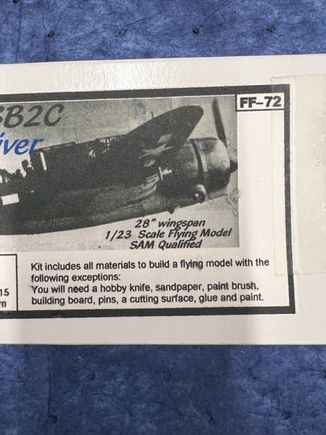 SB2C
FF-72
iver
28" wingspan
1/23 Scale Flying Model
SAM Qualified
Kit includes all materials to build a flying model with the
following exceptions:
You will need a hobby knife, sandpaper, paint brush,
building board, pins, a cutting surface, glue and paint.
15